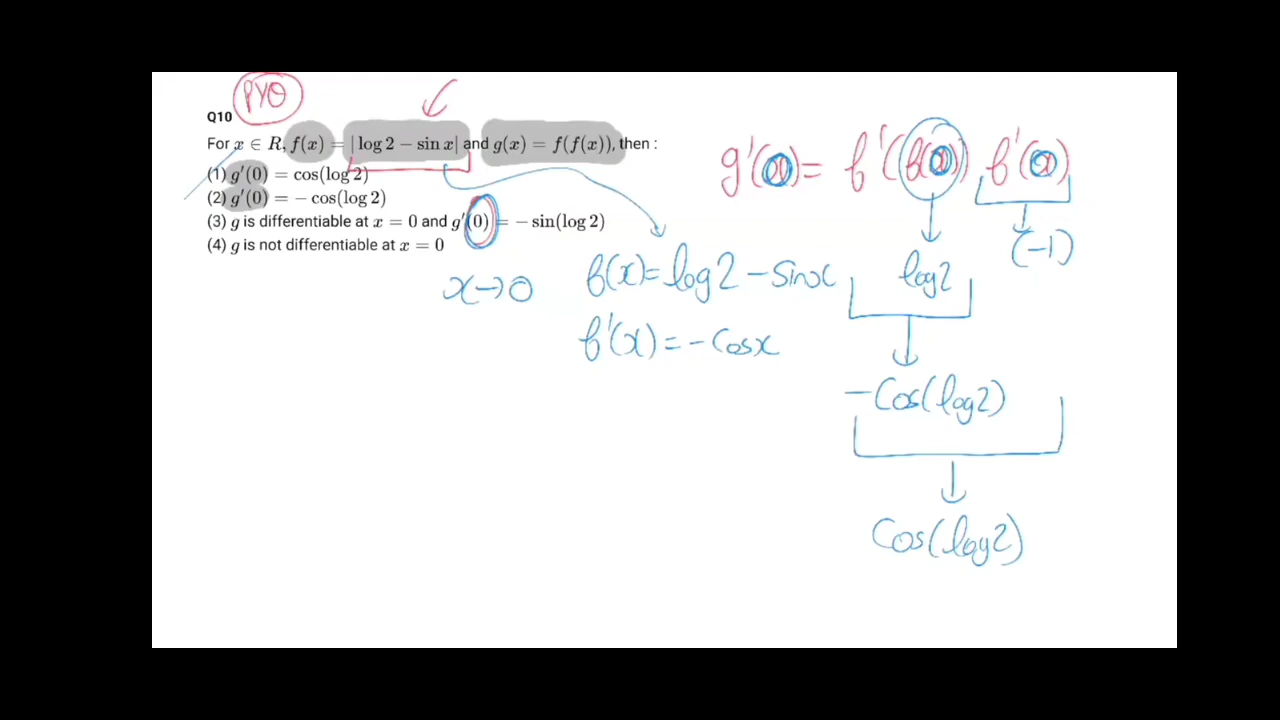 PYQ
Q10
For x ∈ R, f(x) = | log 2 − sin x| and g(x) = f(f(x)), then :
(1) g′(0) = cos(log 2)
(2) g′(0) = − cos(log 2)
(3) g is differentiable at x = 0 and g′(0) = − sin(log 2)
(4) g is not differentiable at x = 0
x→0
f(x)= log2 − sinx
f′(x) = − Cosx
g′(0) = f′(f(0)) f′(0)
log2
(−1)
−Cos(log2)
Cos(log2)